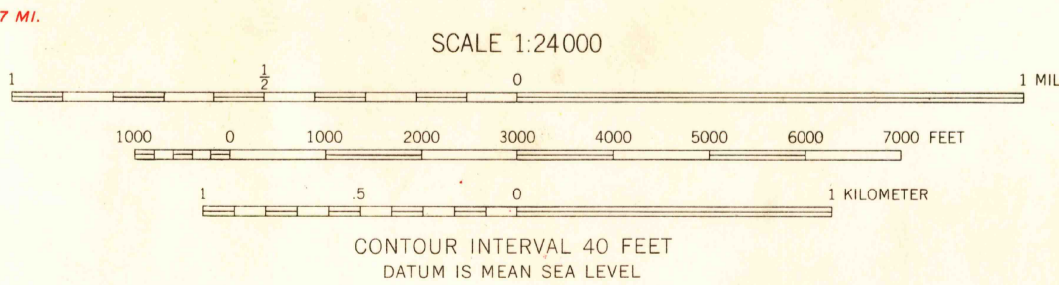 7 MI.
SCALE 1:24000
1 ½ 0 1 MIL
1000 0 1000 2000 3000 4000 5000 6000 7000 FEET
1 .5 0 1 KILOMETER
CONTOUR INTERVAL 40 FEET
DATUM IS MEAN SEA LEVEL